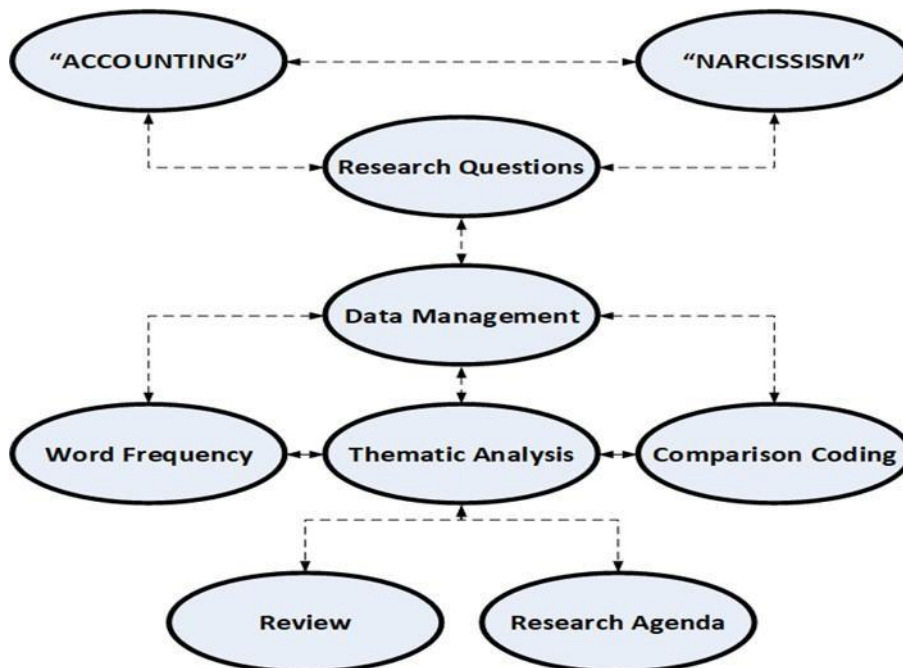 “ACCOUNTING”
“NARCISSISM”
Research Questions
Data Management
Word Frequency
Thematic Analysis
Comparison Coding
Review
Research Agenda